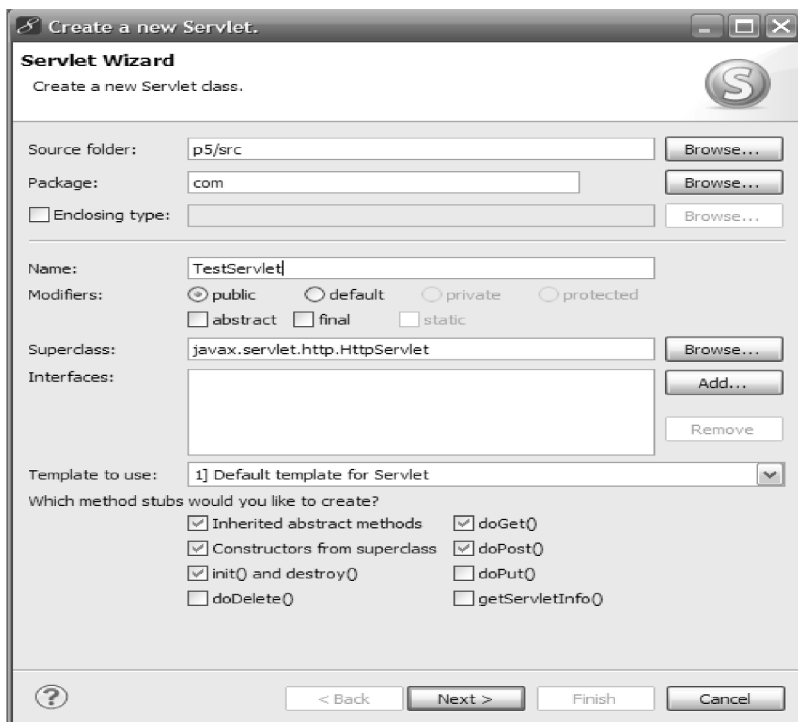 Create a new Servlet.
Servlet Wizard
Create a new Servlet class.
Source folder: p5/src Browse...
Package: com Browse...
Enclosing type: Browse...
Name: TestServlet
Modifiers: public default private protected
abstract final static
Superclass: javax.servlet.http.HttpServlet Browse...
Interfaces: Add...
Remove
Template to use: 1] Default template for Servlet
Which method stubs would you like to create?
Inherited abstract methods doGet()
Constructors from superclass doPost()
init() and destroy() doPut()
doDelete() getServletInfo()
? < Back Next > Finish Cancel